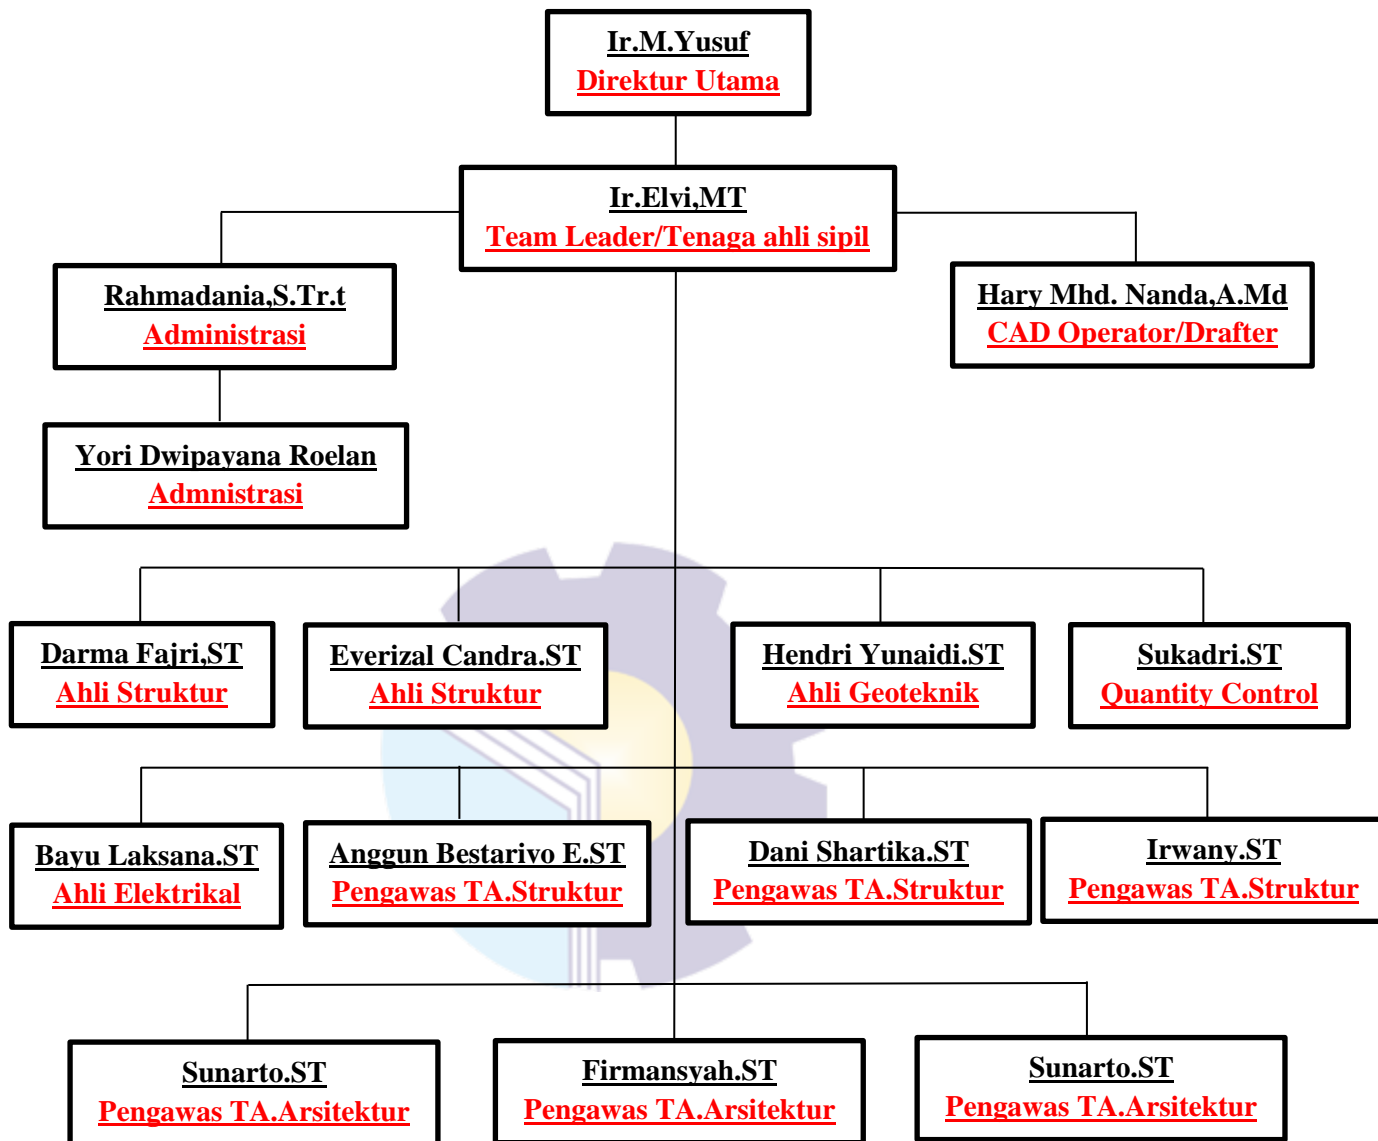 Ir.M.Yusuf
Direktur Utama
Ir.Elvi,MT
Team Leader/Tenaga ahli sipil
Rahmadania,S.Tr.t
Administrasi
Hary Mhd. Nanda,A.Md
CAD Operator/Drafter
Yori Dwipayana Roelan
Admnistrasi
Darma Fajri,ST
Ahli Struktur
Everizal Candra.ST
Ahli Struktur
Hendri Yunaidi.ST
Ahli Geoteknik
Sukadri.ST
Quantity Control
Bayu Laksana.ST
Ahli Elektrikal
Anggun Bestarivo E.ST
Pengawas TA.Struktur
Dani Shartika.ST
Pengawas TA.Struktur
Irwany.ST
Pengawas TA.Struktur
Sunarto.ST
Pengawas TA.Arsitektur
Firmansyah.ST
Pengawas TA.Arsitektur
Sunarto.ST
Pengawas TA.Arsitektur